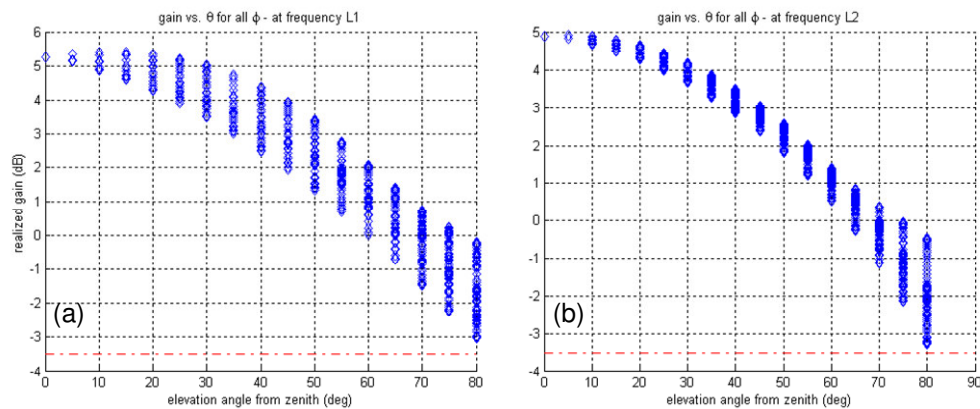 gain vs. θ for all ϕ - at frequency L1
6
5
4
3
2
1
0
-1
-2
-3
-4
realized gain (dB)
(a)
0 10 20 30 40 50 60 70 80
elevation angle from zenith (deg)
gain vs. θ for all ϕ - at frequency L2
5
4
3
2
1
0
-1
-2
-3
-4
(b)
0 10 20 30 40 50 60 70 80 90
elevation angle from zenith (deg)